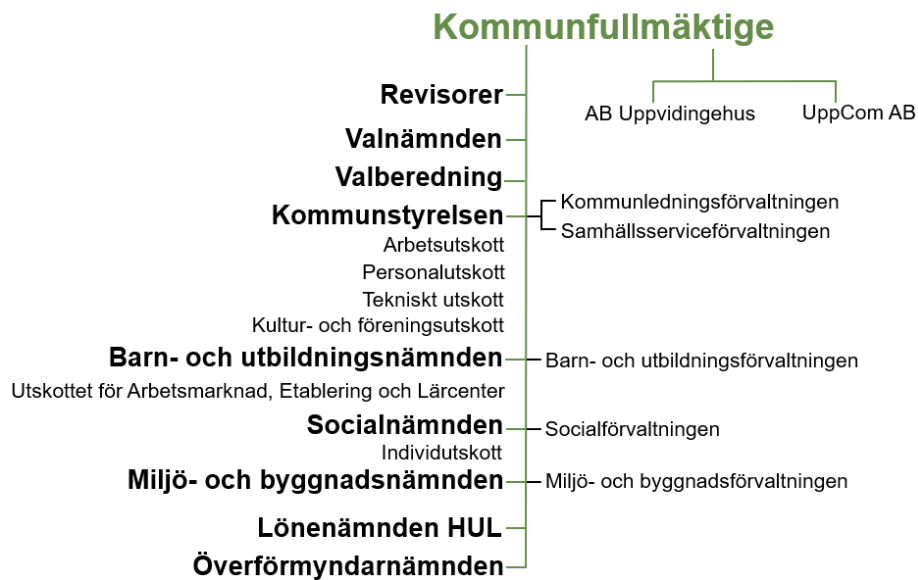 Kommunfullmäktige
AB Uppvidingehus
UppCom AB
Revisorer
Valnämnden
Valberedning
Kommunstyrelsen
Kommunledningsförvaltningen
Samhällsserviceförvaltningen
Arbetsutskott
Personalutskott
Tekniskt utskott
Kultur- och föreningsutskott
Barn- och utbildningsnämnden
Barn- och utbildningsförvaltningen
Utskottet för Arbetsmarknad, Etablering och Lärcenter
Socialnämnden
Socialförvaltningen
Individutskott
Miljö- och byggnadsnämnden
Miljö- och byggnadsförvaltningen
Lönenämnden HUL
Överförmyndarnämnden